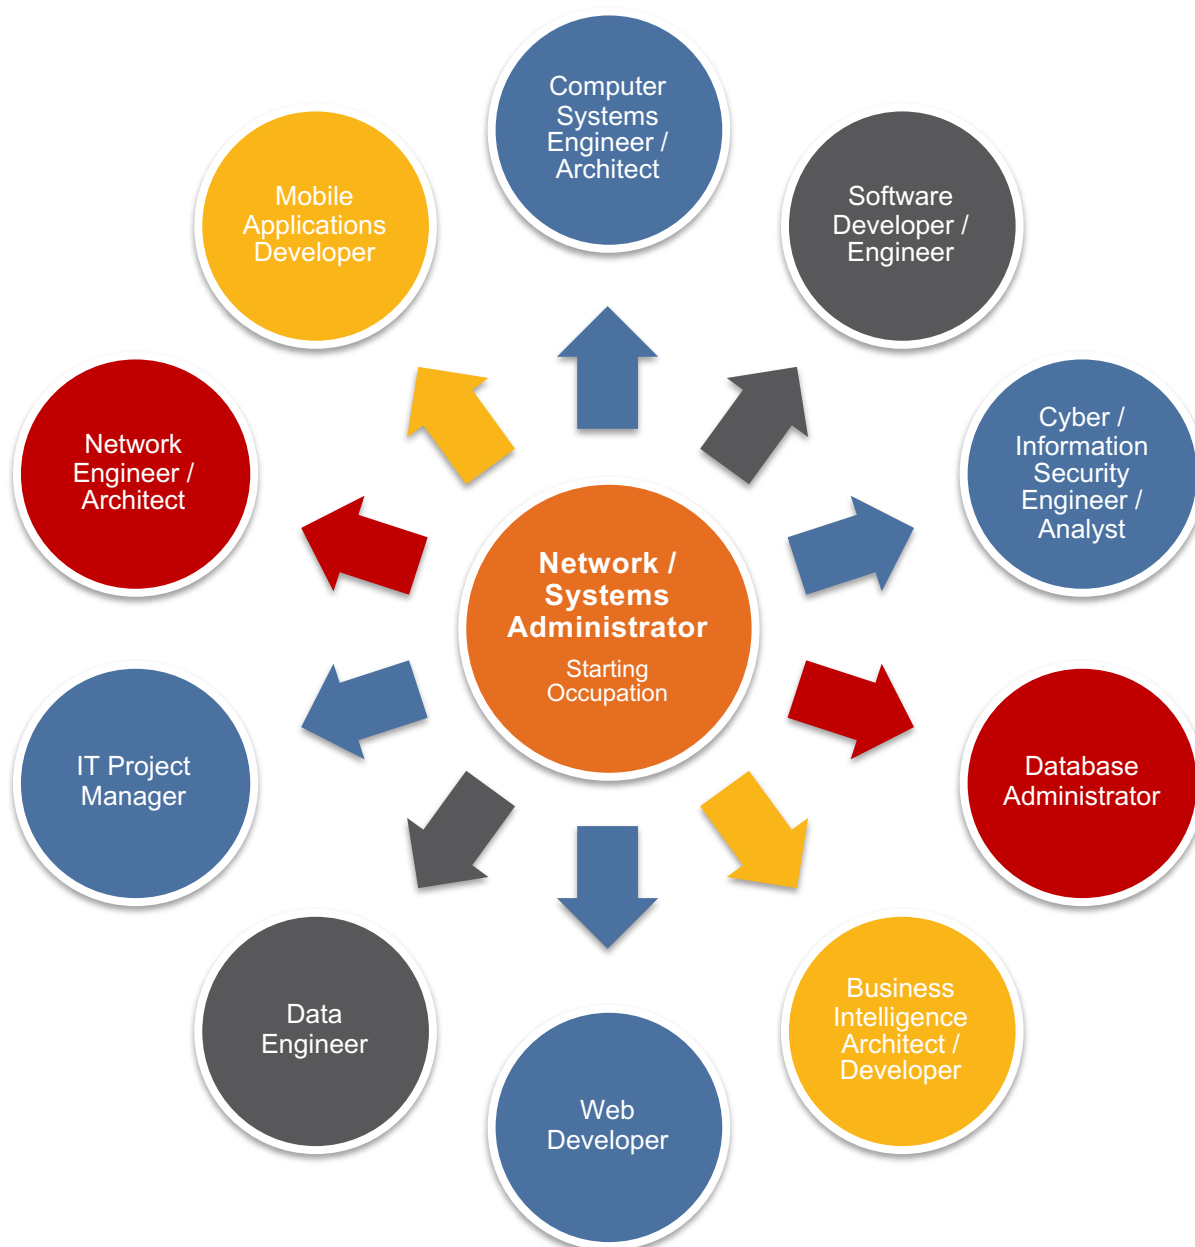 Computer
Systems
Engineer /
Architect
Software
Developer /
Engineer
Cyber /
Information
Security
Engineer /
Analyst
Database
Administrator
Business
Intelligence
Architect /
Developer
Web
Developer
Data
Engineer
IT Project
Manager
Network
Engineer /
Architect
Mobile
Applications
Developer
Network /
Systems
Administrator
Starting
Occupation